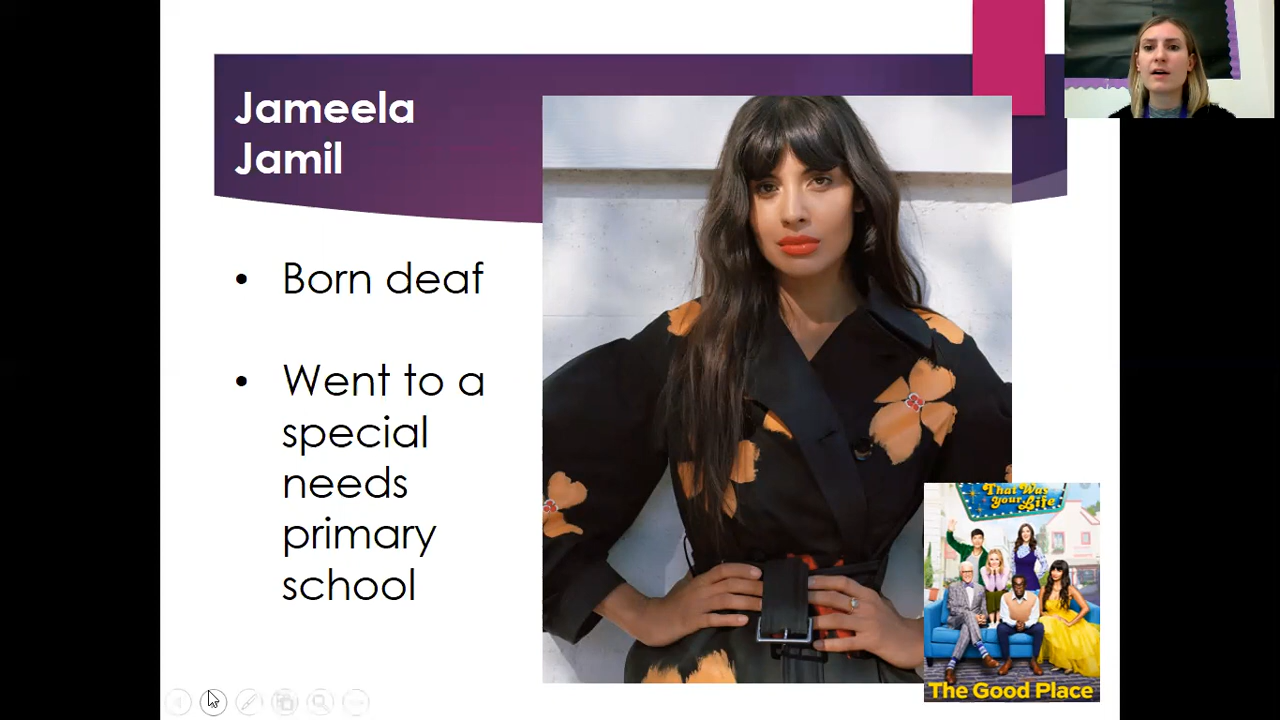 Jameela
Jamil
• Born deaf
• Went to a
special
needs
primary
school
That Was
Your Life
The Good Place